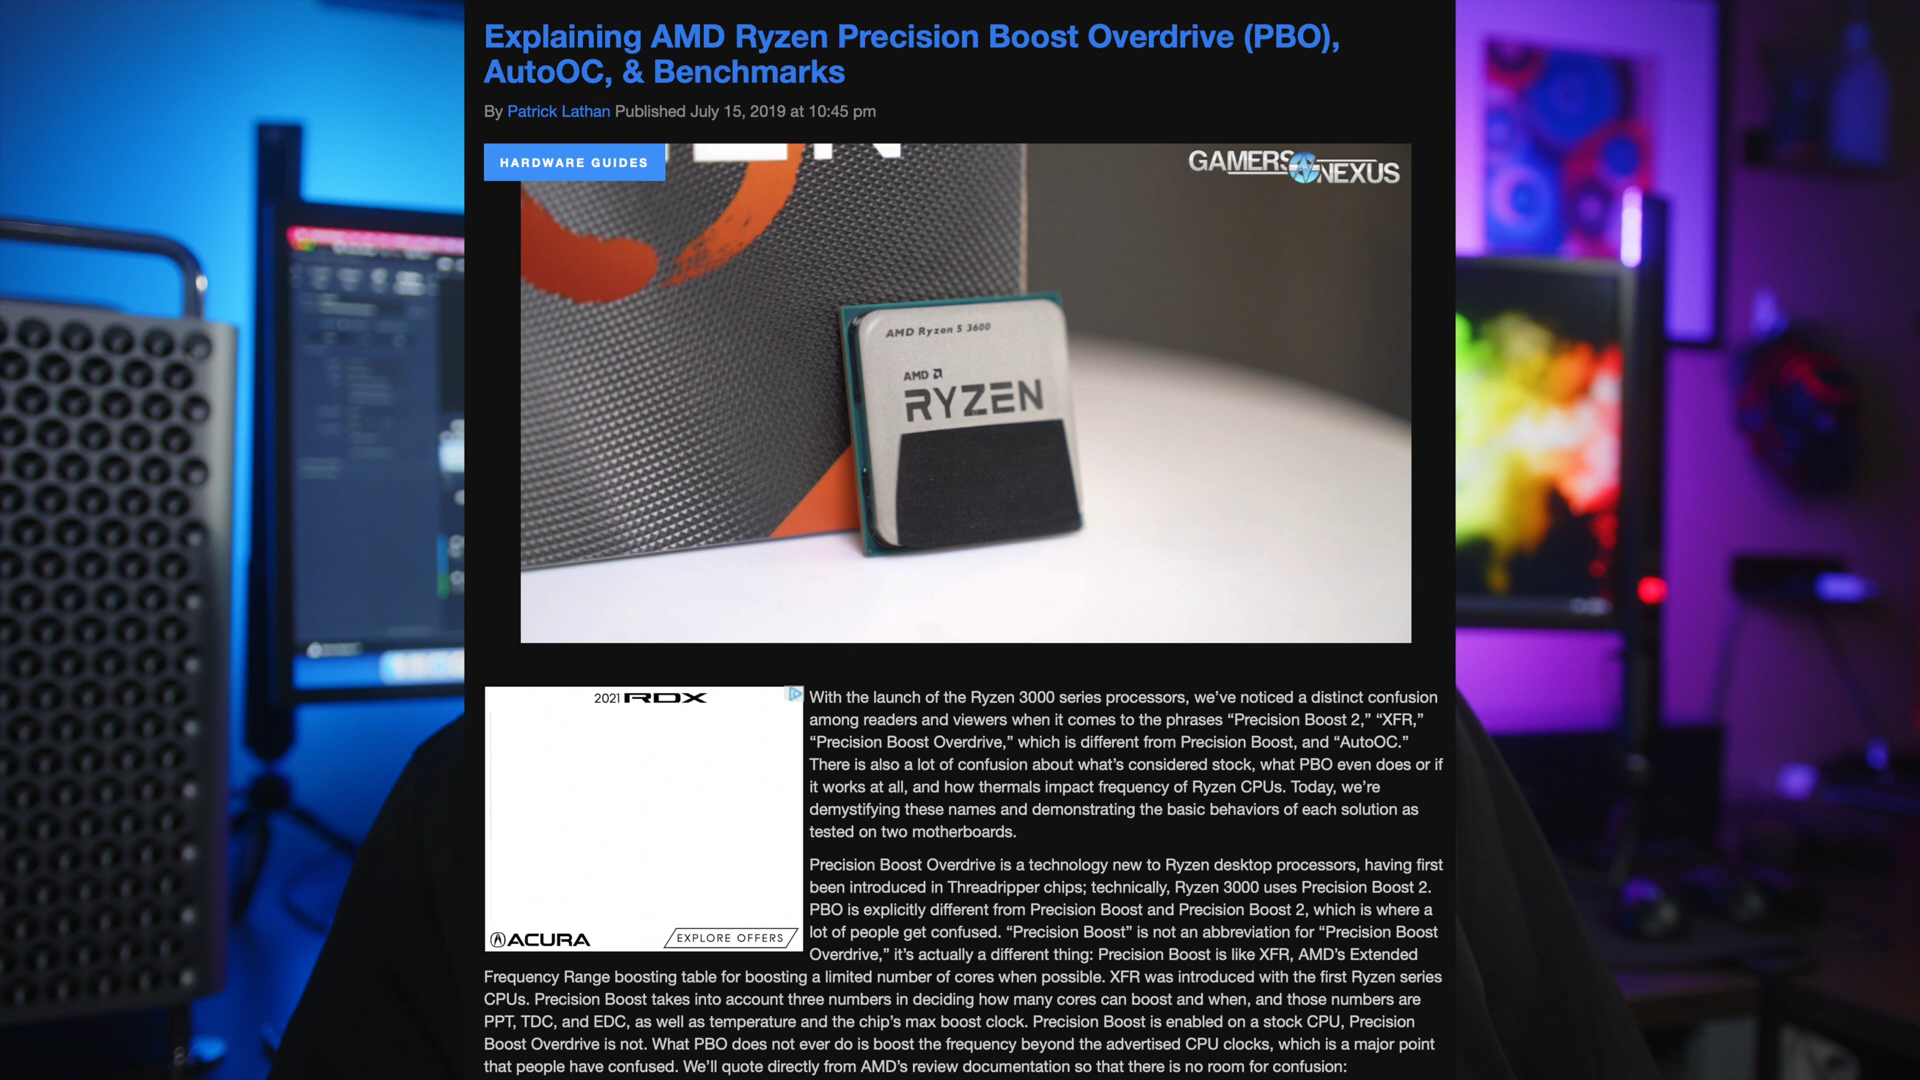 Explaining AMD Ryzen Precision Boost Overdrive (PBO),
AutoOC, & Benchmarks
By Patrick Lathan Published July 15, 2019 at 10:45 pm
HARDWARE GUIDES
GAMERS NEXUS
AMD Ryzen 5 3600
AMD
RYZEN
2021 RDX
ACURA
EXPLORE OFFERS
With the launch of the Ryzen 3000 series processors, we’ve noticed a distinct confusion
among readers and viewers when it comes to the phrases “Precision Boost 2,” “XFR,”
“Precision Boost Overdrive,” which is different from Precision Boost, and “AutoOC.”
There is also a lot of confusion about what’s considered stock, what PBO even does or if
it works at all, and how thermals impact frequency of Ryzen CPUs. Today, we’re
demystifying these names and demonstrating the basic behaviors of each solution as
tested on two motherboards.
Precision Boost Overdrive is a technology new to Ryzen desktop processors, having first
been introduced in Threadripper chips; technically, Ryzen 3000 uses Precision Boost 2.
PBO is explicitly different from Precision Boost and Precision Boost 2, which is where a
lot of people get confused. “Precision Boost” is not an abbreviation for “Precision Boost
Overdrive,” it’s actually a different thing: Precision Boost is like XFR, AMD’s Extended
Frequency Range boosting table for boosting a limited number of cores when possible. XFR was introduced with the first Ryzen series
CPUs. Precision Boost takes into account three numbers in deciding how many cores can boost and when, and those numbers are
PPT, TDC, and EDC, as well as temperature and the chip’s max boost clock. Precision Boost is enabled on a stock CPU, Precision
Boost Overdrive is not. What PBO does not ever do is boost the frequency beyond the advertised CPU clocks, which is a major point
that people have confused. We’ll quote directly from AMD’s review documentation so that there is no room for confusion: